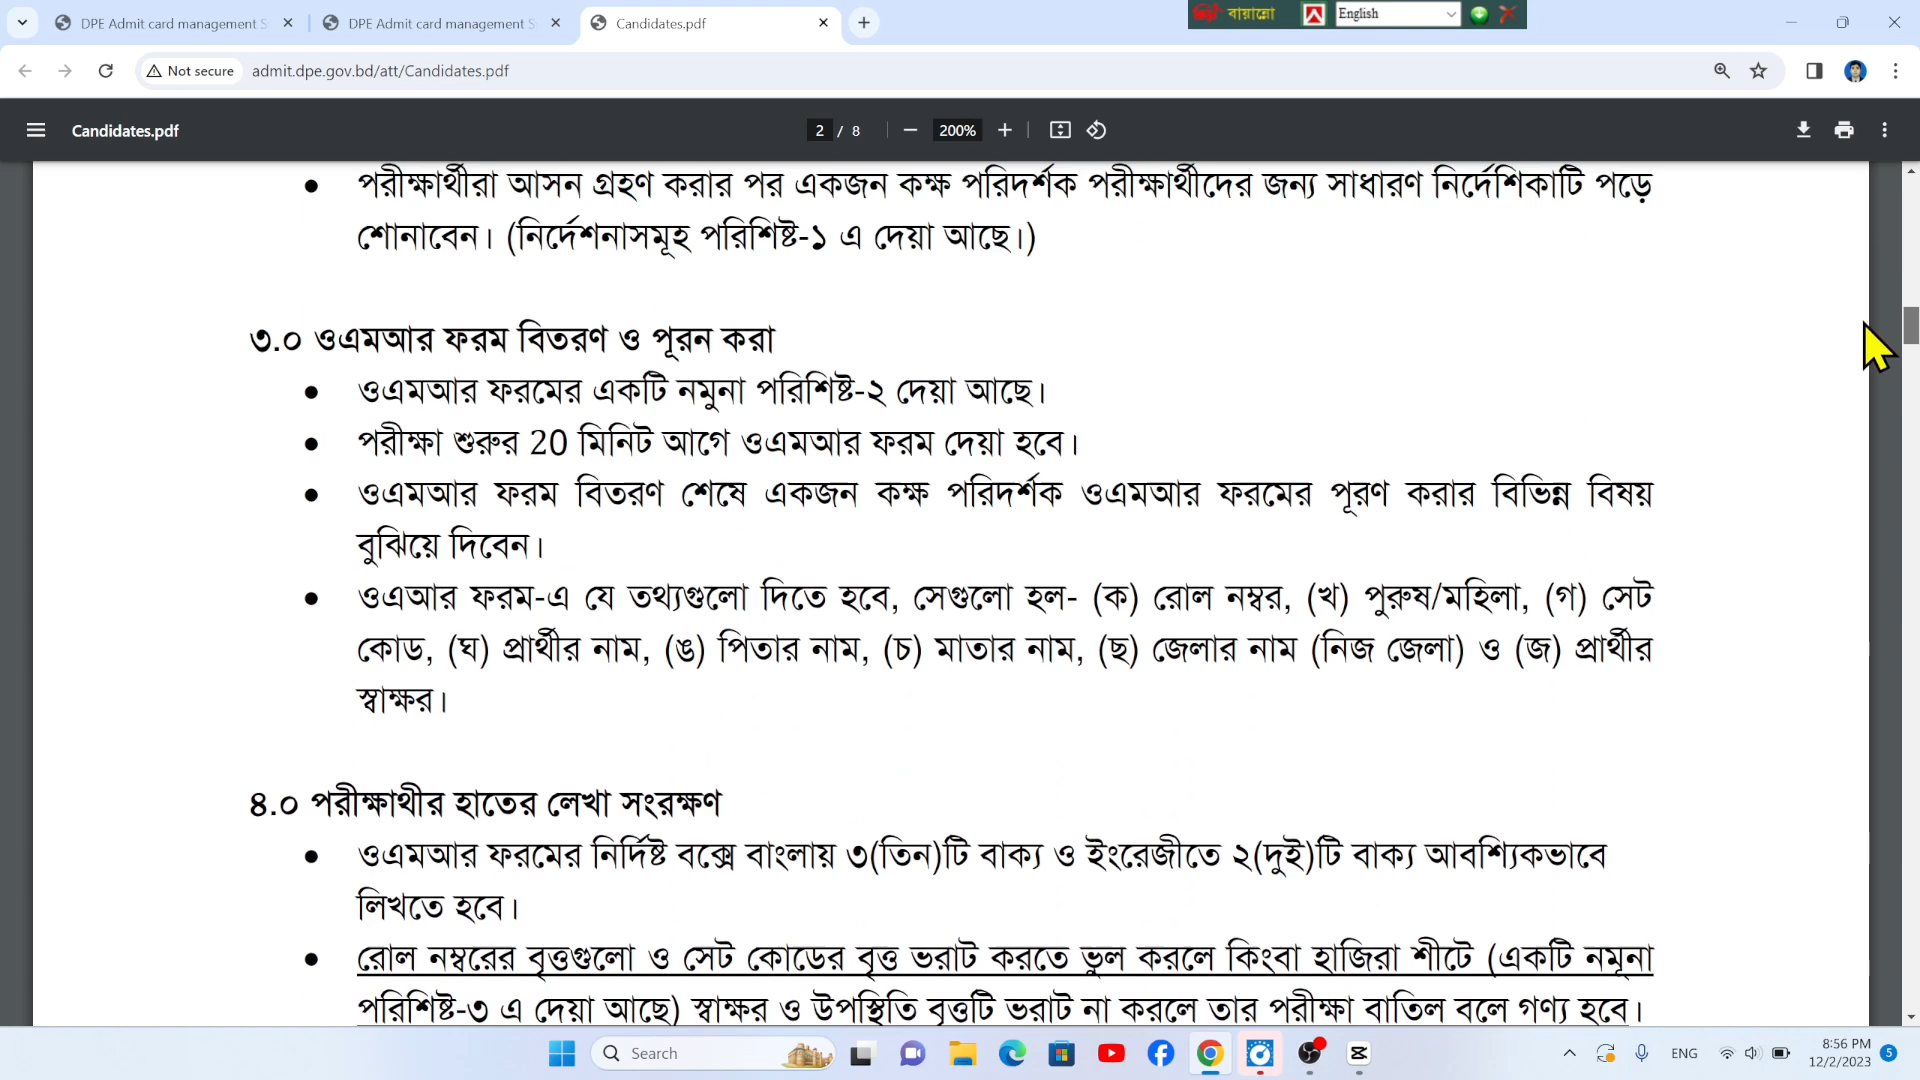 DPE Admit card management S
DPE Admit card management S
Candidates.pdf
বায়ান্নো
English
Not secure
admit.dpe.gov.bd/att/Candidates.pdf
Candidates.pdf
2 / 8
200%
পরীক্ষার্থীরা আসন গ্রহণ করার পর একজন কক্ষ পরিদর্শক পরীক্ষার্থীদের জন্য সাধারণ নির্দেশিকাটি পড়ে
শোনাবেন। (নির্দেশনাসমূহ পরিশিষ্ট-১ এ দেয়া আছে।)
৩.০ ওএমআর ফরম বিতরণ ও পূরন করা
ওএমআর ফরমের একটি নমুনা পরিশিষ্ট-২ দেয়া আছে।
পরীক্ষা শুরুর 20 মিনিট আগে ওএমআর ফরম দেয়া হবে।
ওএমআর ফরম বিতরণ শেষে একজন কক্ষ পরিদর্শক ওএমআর ফরমের পূরণ করার বিভিন্ন বিষয়
বুঝিয়ে দিবেন।
ওএআর ফরম-এ যে তথ্যগুলো দিতে হবে, সেগুলো হল- (ক) রোল নম্বর, (খ) পুরুষ/মহিলা, (গ) সেট
কোড, (ঘ) প্রার্থীর নাম, (ঙ) পিতার নাম, (চ) মাতার নাম, (ছ) জেলার নাম (নিজ জেলা) ও (জ) প্রার্থীর
স্বাক্ষর।
৪.০ পরীক্ষাথীর হাতের লেখা সংরক্ষণ
ওএমআর ফরমের নির্দিষ্ট বক্সে বাংলায় ৩(তিন)টি বাক্য ও ইংরেজীতে ২(দুই)টি বাক্য আবশ্যিকভাবে
লিখতে হবে।
রোল নম্বরের বৃত্তগুলো ও সেট কোডের বৃত্ত ভরাট করতে ভুল করলে কিংবা হাজিরা শীটে (একটি নমূনা
পরিশিষ্ট-৩ এ দেয়া আছে) স্বাক্ষর ও উপস্থিতি বৃত্তটি ভরাট না করলে তার পরীক্ষা বাতিল বলে গণ্য হবে।
Search
ENG
8:56 PM
12/2/2023
5